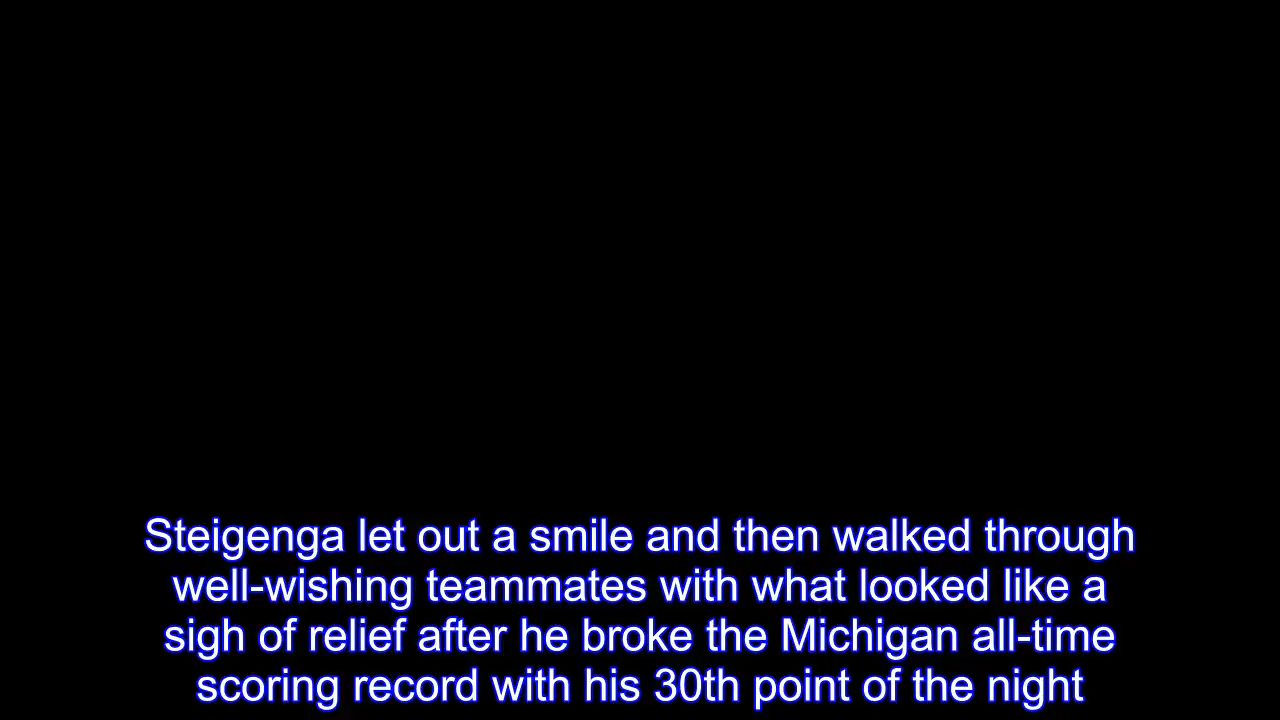 Steigenga let out a smile and then walked through
well-wishing teammates with what looked like a
sigh of relief after he broke the Michigan all-time
scoring record with his 30th point of the night